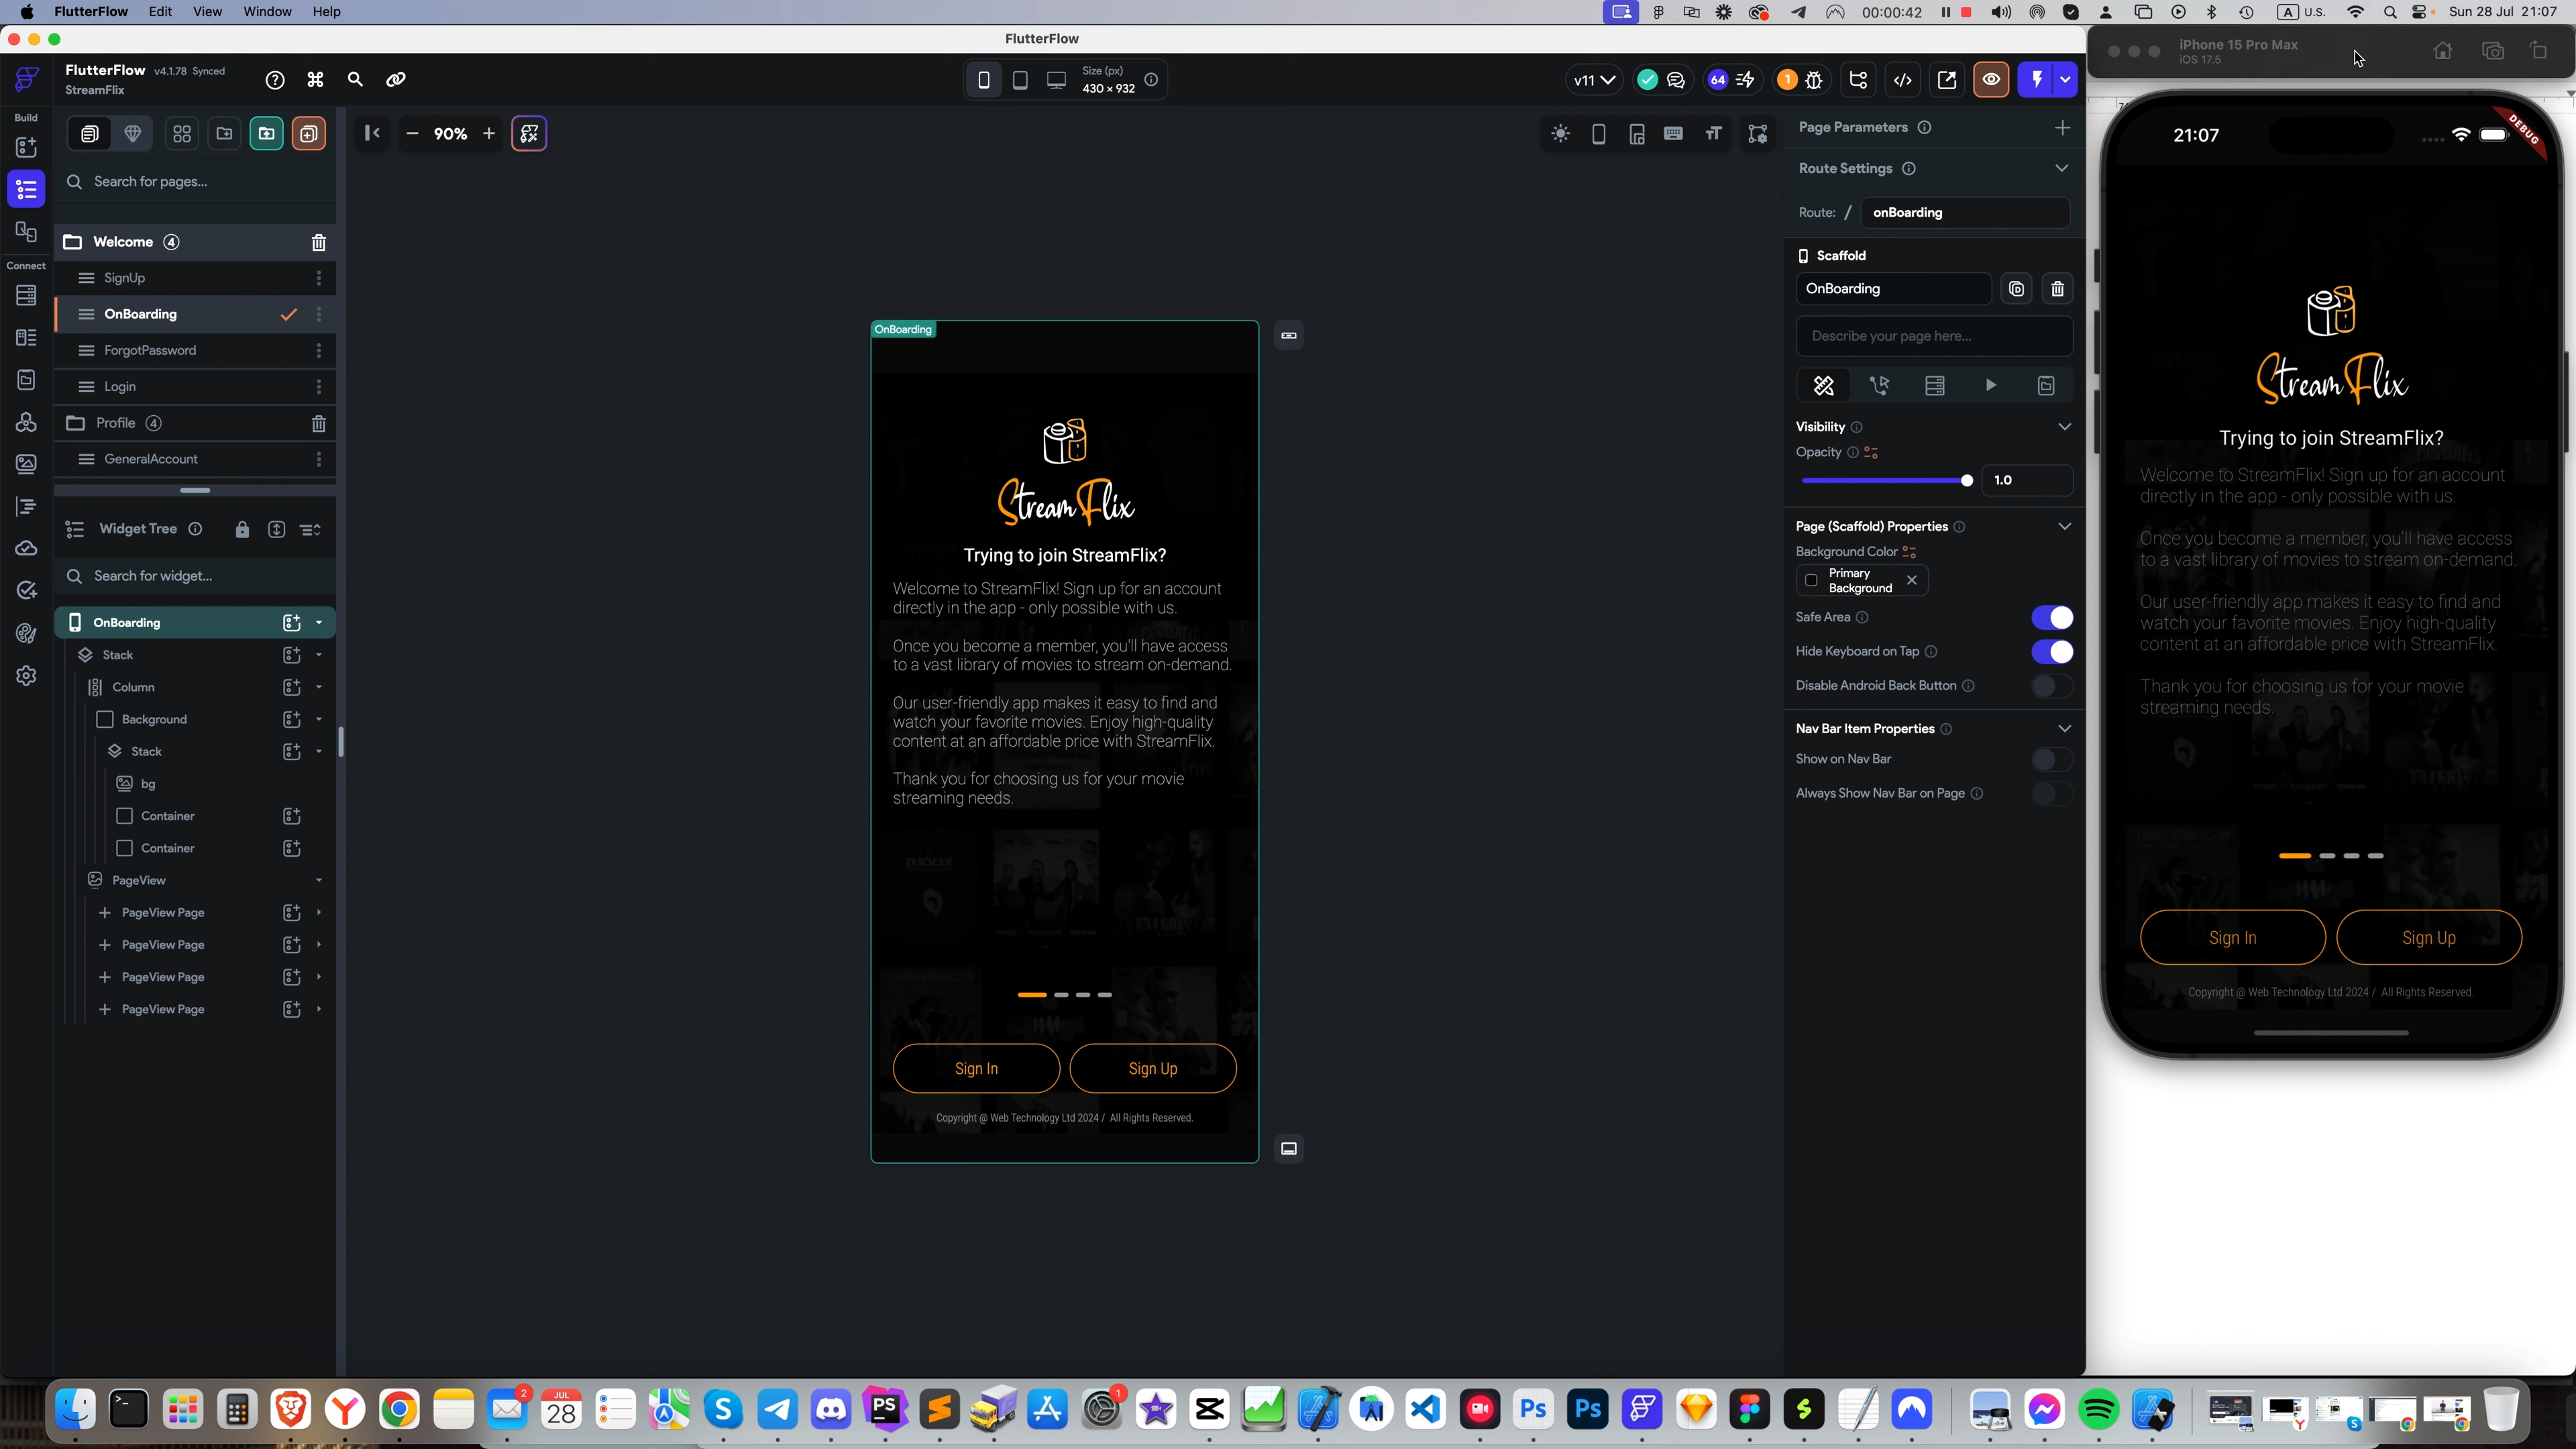 FlutterFlow Edit View Window Help
00:00:42
A U.S.
Sun 28 Jul 21:07
FlutterFlow
FlutterFlow v4.1.78 Synced
StreamFlix
Size (px)
430 × 932
v11
64
1
Build
90%
Search for pages...
Welcome 4
SignUp
OnBoarding
ForgotPassword
Login
Profile 4
GeneralAccount
Connect
Widget Tree
Search for widget...
OnBoarding
Stack
Column
Background
Stack
bg
Container
Container
PageView
PageView Page
PageView Page
PageView Page
PageView Page
OnBoarding
StreamFlix
Trying to join StreamFlix?
Welcome to StreamFlix! Sign up for an account
directly in the app - only possible with us.
Once you become a member, you'll have access
to a vast library of movies to stream on-demand.
Our user-friendly app makes it easy to find and
watch your favorite movies. Enjoy high-quality
content at an affordable price with StreamFlix.
Thank you for choosing us for your movie
streaming needs.
Sign In
Sign Up
Copyright @ Web Technology Ltd 2024 / All Rights Reserved.
Page Parameters
Route Settings
Route: / onBoarding
Scaffold
OnBoarding
Describe your page here...
Visibility
Opacity
1.0
Page (Scaffold) Properties
Background Color
Primary
Background
Safe Area
Hide Keyboard on Tap
Disable Android Back Button
Nav Bar Item Properties
Show on Nav Bar
Always Show Nav Bar on Page
iPhone 15 Pro Max
iOS 17.5
21:07
DEBUG
StreamFlix
Trying to join StreamFlix?
Welcome to StreamFlix! Sign up for an account
directly in the app - only possible with us.
Once you become a member, you'll have access
to a vast library of movies to stream on-demand.
Our user-friendly app makes it easy to find and
watch your favorite movies. Enjoy high-quality
content at an affordable price with StreamFlix.
Thank you for choosing us for your movie
streaming needs.
Sign In
Sign Up
Copyright @ Web Technology Ltd 2024 / All Rights Reserved.
2
JUL
28
PS
1
Ps
Ps